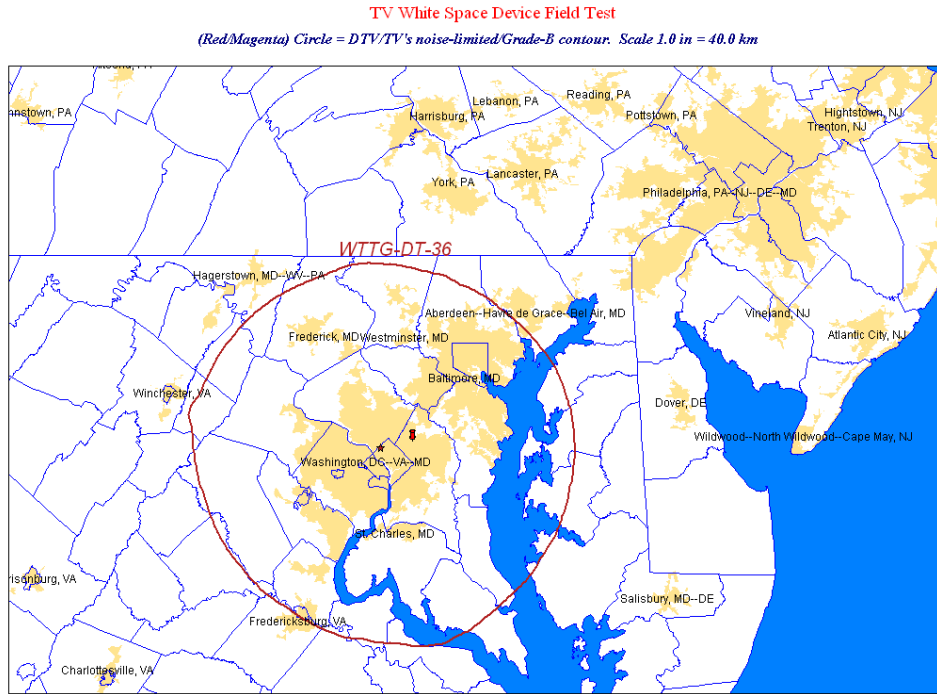 TV White Space Device Field Test
(Red/Magenta) Circle = DTV/TV's noise-limited/Grade-B contour. Scale 1.0 in = 40.0 km
nnstown, PA
Lebanon, PA
Reading, PA
Harrisburg, PA
Pottstown, PA
Hightstown, NJ
Trenton, NJ
York, PA
Lancaster, PA
Philadelphia, PA--NJ--DE--MD
WTTG-DT-36
Hagerstown, MD--WV--PA
Aberdeen--Havre de Grace--Bel Air, MD
Vineland, NJ
Frederick, MD
Westminster, MD
Atlantic City, NJ
Baltimore, MD
Winchester, VA
Dover, DE
Wildwood--North Wildwood--Cape May, NJ
Washington, DC--VA--MD
St. Charles, MD
risonburg, VA
Salisbury, MD--DE
Fredericksburg, VA
Charlottesville, VA